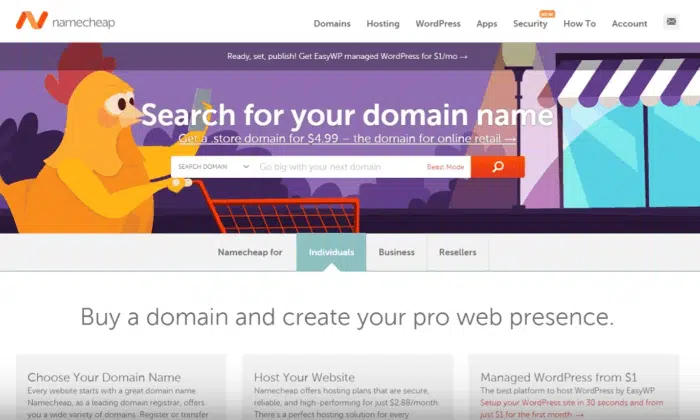 namecheap
Domains Hosting WordPress Apps Security NEW How To Account
Ready, set, publish! Get EasyWP managed WordPress for $1/mo →
Search for your domain name
Get a .store domain for $4.99 – the domain for online retail →
SEARCH DOMAIN Go big with your next domain Beast Mode
Namecheap for Individuals Business Resellers
Buy a domain and create your pro web presence.
Choose Your Domain Name
Every website starts with a great domain name.
Namecheap, as a leading domain registrar, offers
you a wide variety of domains. Register or transfer
Host Your Website
Namecheap offers hosting plans that are secure,
reliable, and high-performing for just $2.88/month.
There's a perfect hosting solution for every
Managed WordPress from $1
The best platform to host WordPress by EasyWP
Setup your WordPress site in 30 seconds and from
just $1 for the first month →